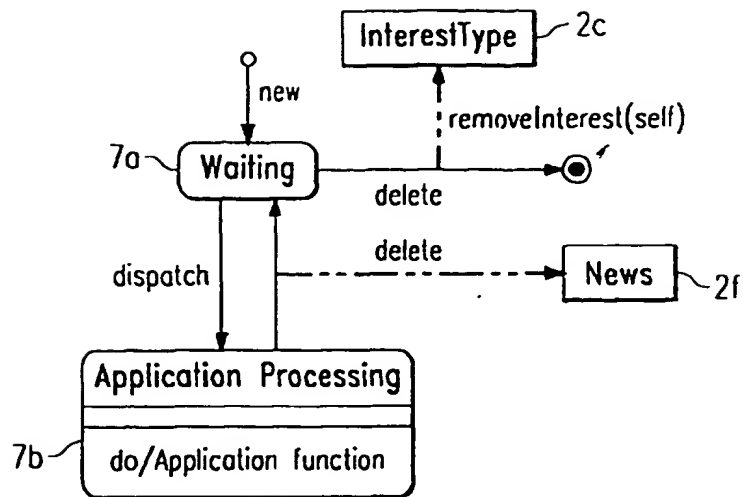 InterestType
2c
new
removeInterest(self)
7a
Waiting
delete
delete
dispatch
News
2f
Application Processing
7b
do/Application function